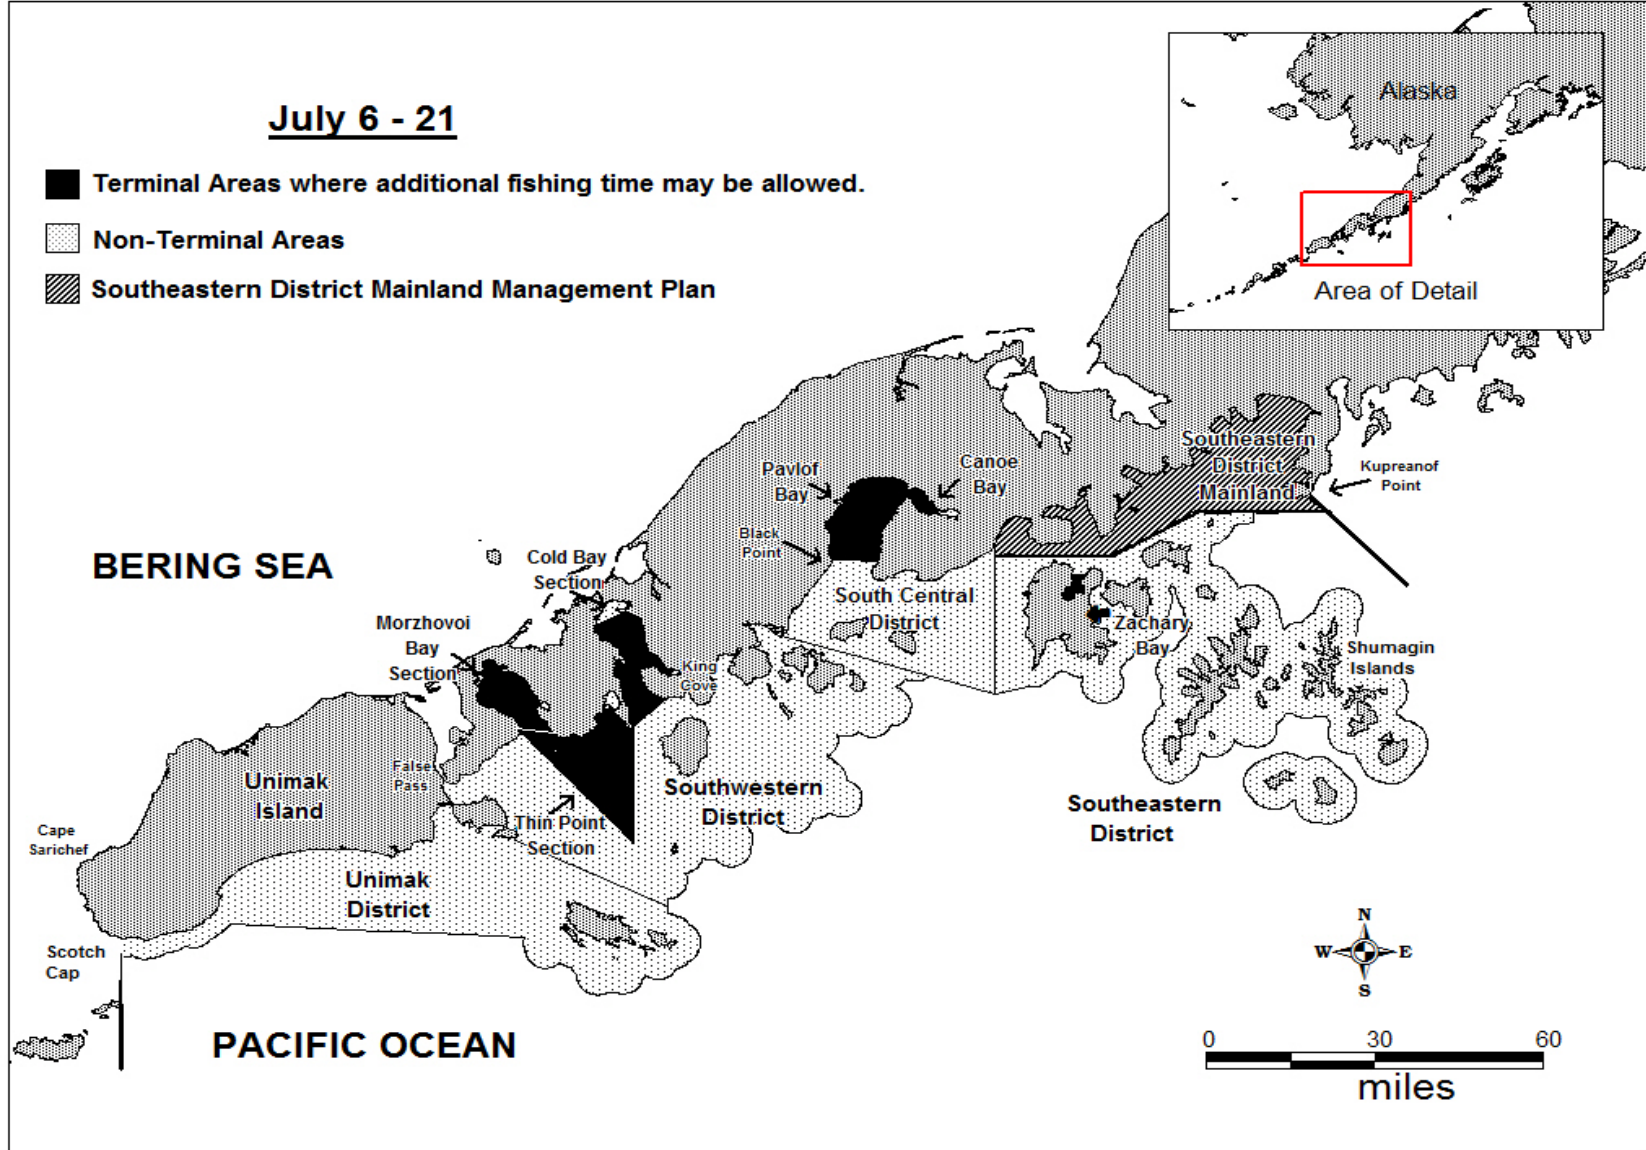 July 6 - 21
Terminal Areas where additional fishing time may be allowed.
Non-Terminal Areas
Southeastern District Mainland Management Plan
Alaska
Area of Detail
Southeastern
District
Mainland
Kupreanof
Point
Canoe
Bay
Pavlof
Bay
Black
Point
BERING SEA
Cold Bay
Section
South Central
District
Morzhovoi
Bay
Section
Zachary
Bay
Shumagin
Islands
King
Cove
False
Pass
Unimak
Island
Southwestern
District
Southeastern
District
Thin Point
Section
Cape
Sarichef
Unimak
District
Scotch
Cap
N
W
E
S
PACIFIC OCEAN
0 30 60
miles